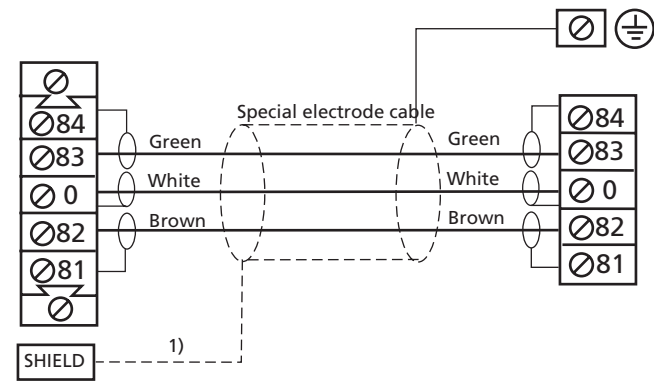 Special electrode cable
84
83
0
82
81
Green
White
Brown
Green
White
Brown
84
83
0
82
81
SHIELD
1)